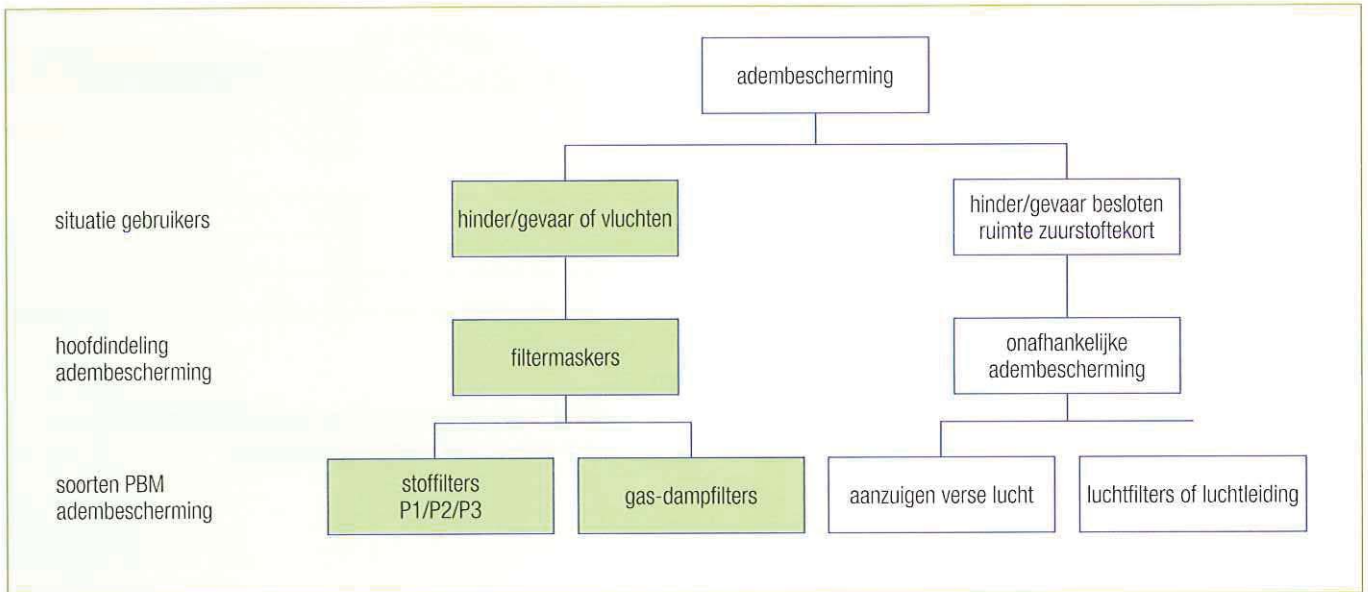 adembescherming
situatie gebruikers
hinder/gevaar of vluchten
hinder/gevaar besloten
ruimte zuurstoftekort
hoofdindeling
adembescherming
filtermaskers
onafhankelijke
adembescherming
soorten PBM
adembescherming
stoffilters
P1/P2/P3
gas-dampfilters
aanzuigen verse lucht
luchtfilters of luchtleiding